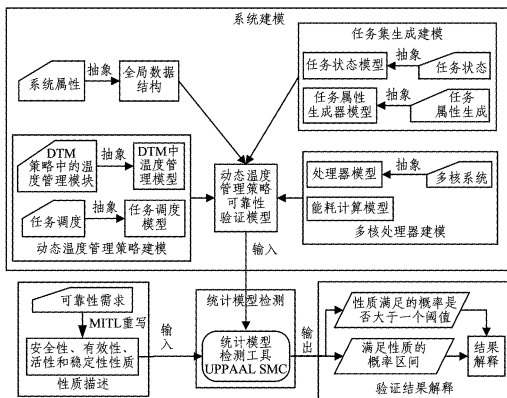 系统建模
任务集生成建模
系统属性
抽象
全局数据
结构
任务状态模型
抽象
任务状态
任务属性
生成器模型
抽象
任务
属性生成
DTM
策略中的温
度管理模块
抽象
DTM中
温度管
理模型
任务调度
抽象
任务调度
模型
动态温度管理策略建模
动态温度
管理策略
可靠性
验证模型
处理器模型
抽象
多核系统
能耗计算模型
多核处理器建模
输入
可靠性需求
MITL重写
安全性、有效性、
活性和稳定性性质
性质描述
输
入
统计模型检测
统计模型
检测工具
UPPAAL SMC
输
出
性质满足的概率是
否大于一个阈值
满足性质的
概率区间
结果
解释
验证结果解释